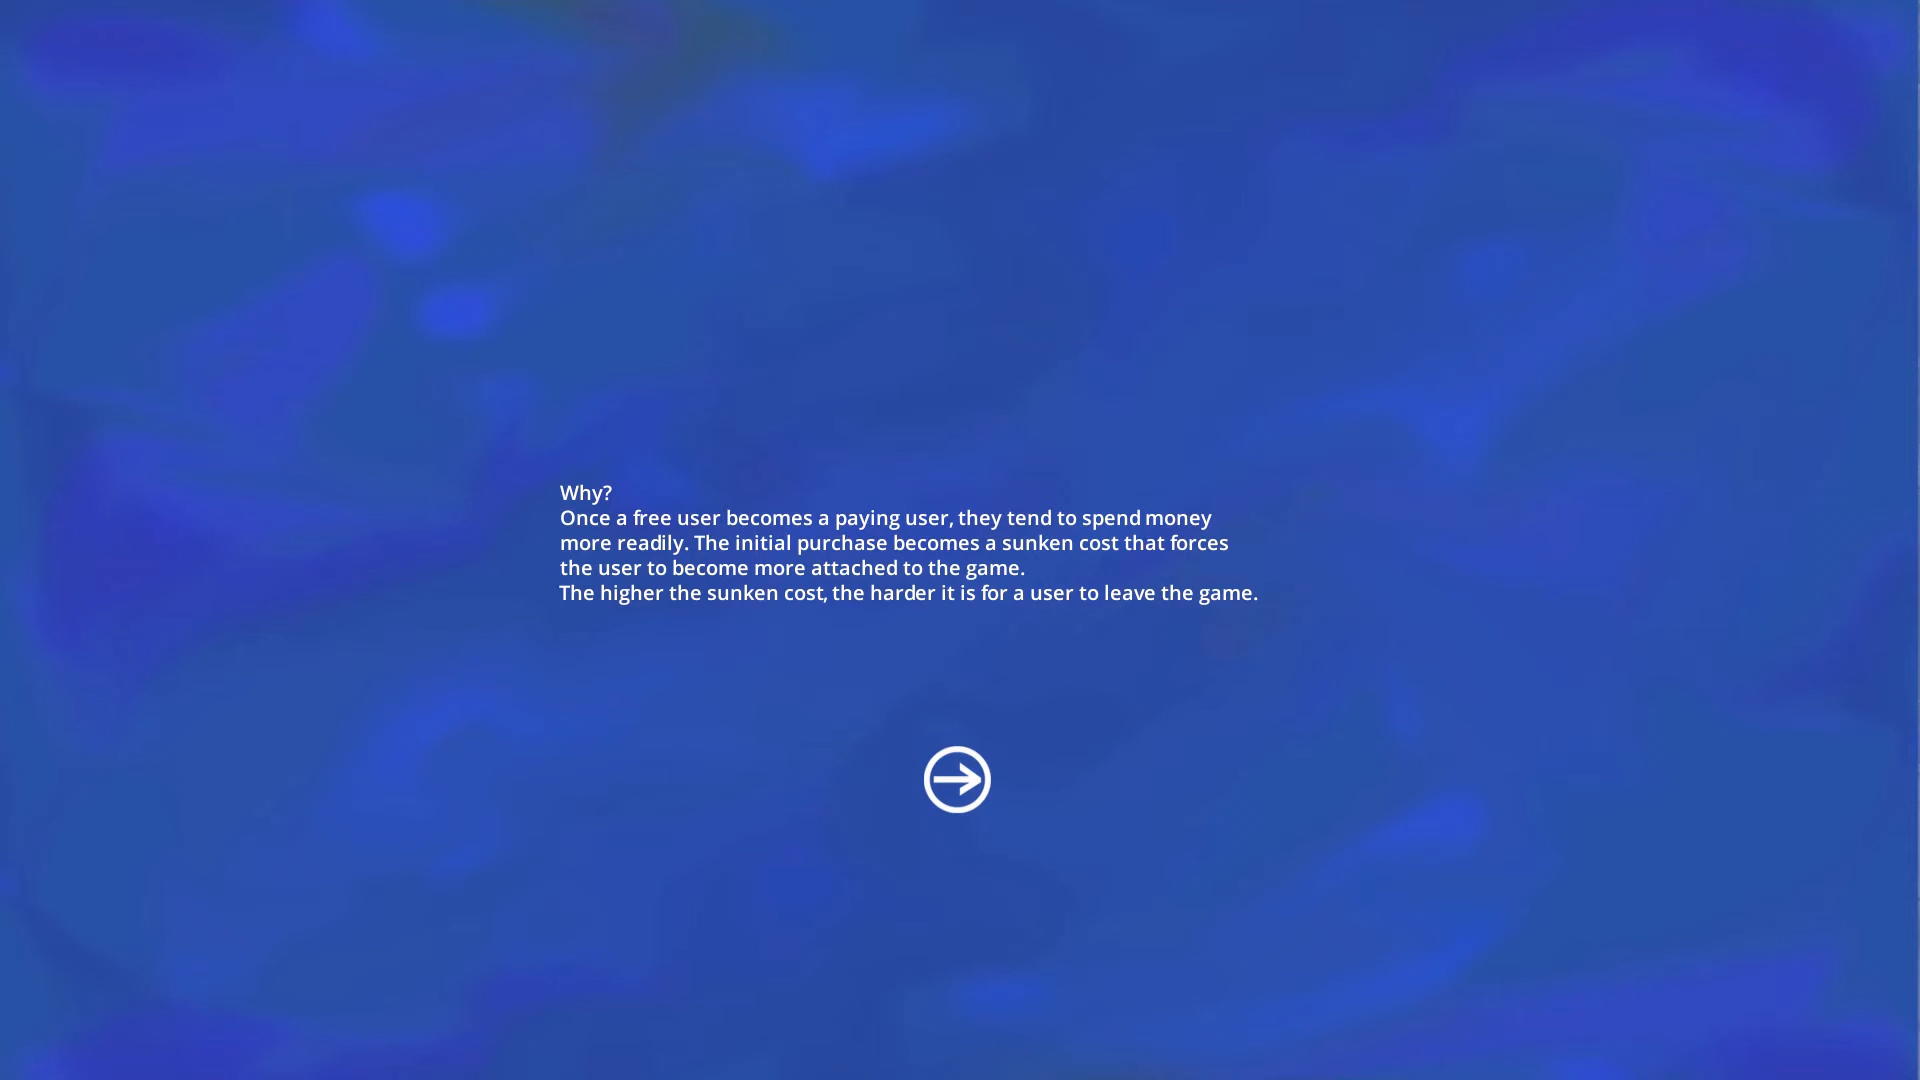 Why?
Once a free user becomes a paying user, they tend to spend money
more readily. The initial purchase becomes a sunken cost that forces
the user to become more attached to the game.
The higher the sunken cost, the harder it is for a user to leave the game.